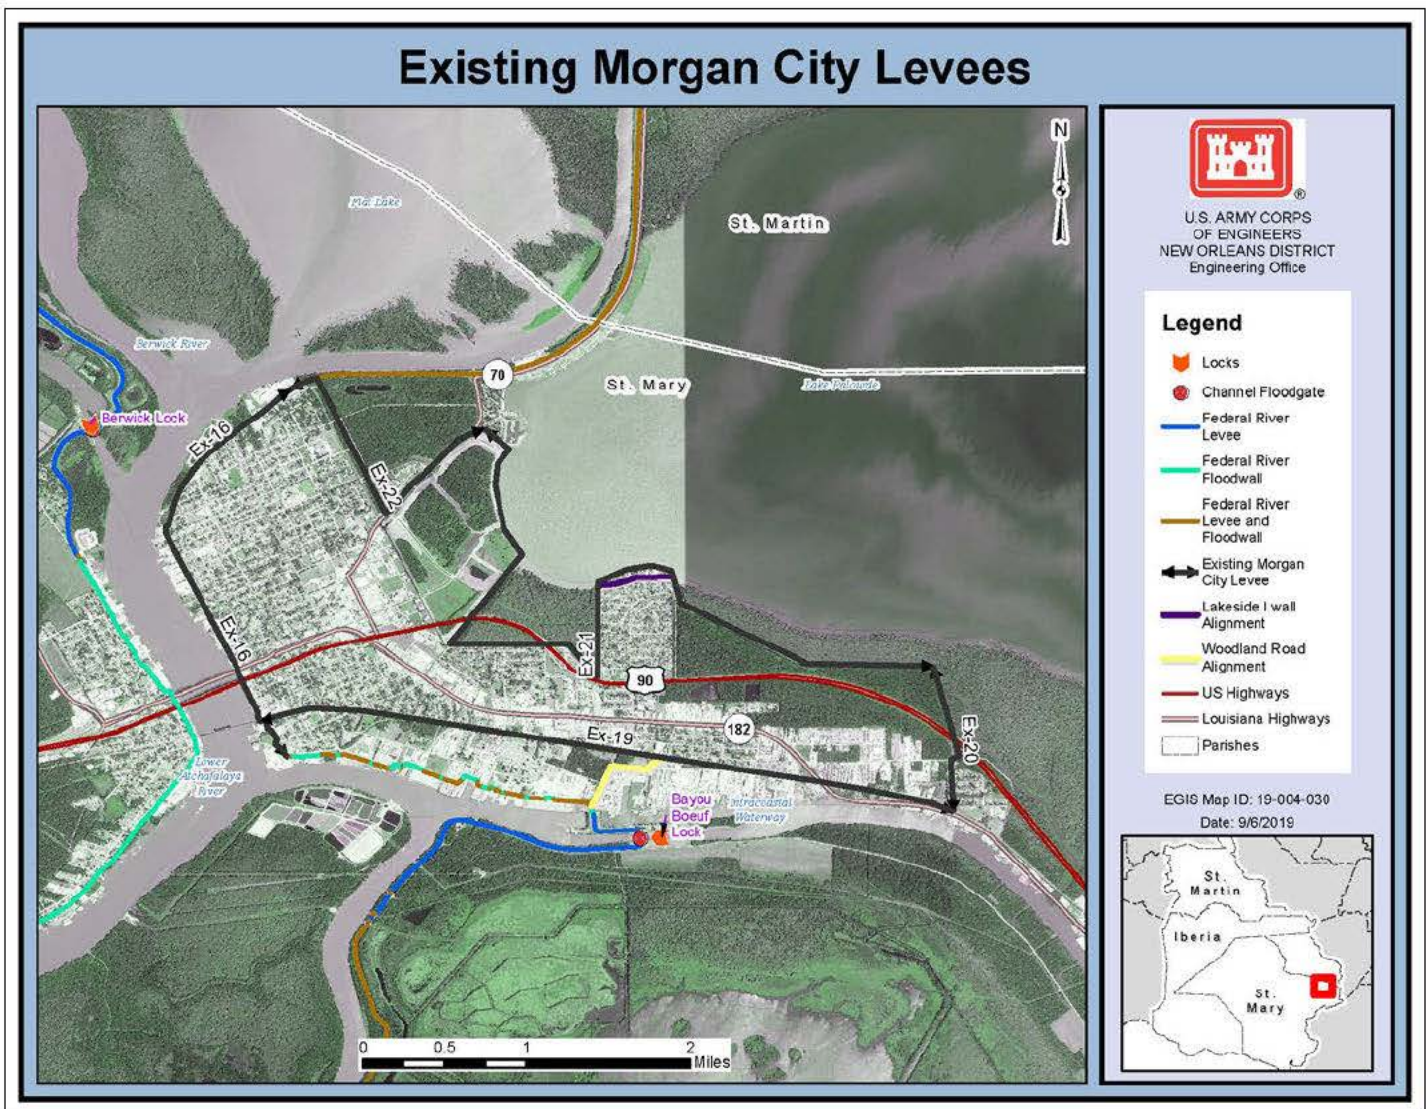 Existing Morgan City Levees
N
Flat Lake
St. Martin
Berwick River
70
St. Mary
Lake Palourde
Berwick Lock
Ex-16
Ex-22
Ex-16
Ex-21
90
182
Ex-19
Ex-20
Lower
Atchafalaya
River
Bayou
Boeuf
Lock
Intracoastal
Waterway
0 0.5 1 2
Miles
®
U.S. ARMY CORPS
OF ENGINEERS
NEW ORLEANS DISTRICT
Engineering Office
Legend
Locks
Channel Floodgate
Federal River
Levee
Federal River
Floodwall
Federal River
Levee and
Floodwall
Existing Morgan
City Levee
Lakeside I wall
Alignment
Woodland Road
Alignment
US Highways
Louisiana Highways
Parishes
EGIS Map ID: 19-004-030
Date: 9/6/2019
St.
Martin
Iberia
St.
Mary